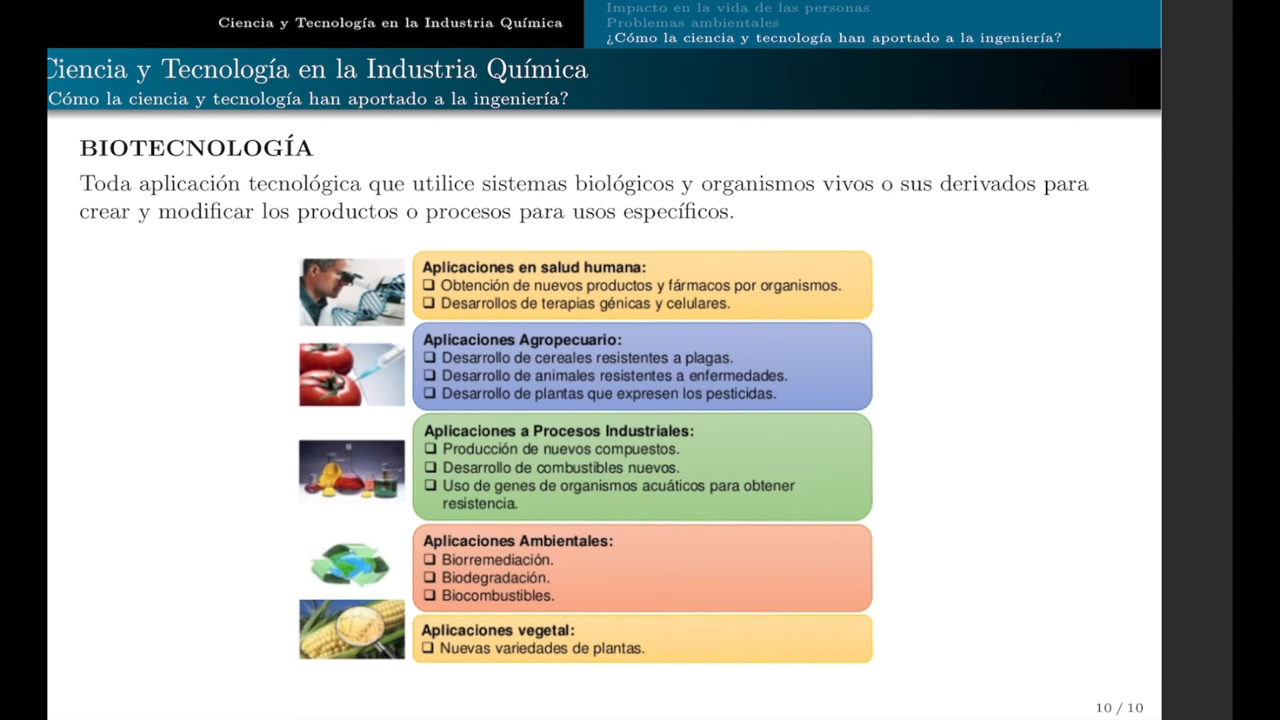 Ciencia y Tecnología en la Industria Química
Impacto en la vida de las personas
Problemas ambientales
¿Cómo la ciencia y tecnología han aportado a la ingeniería?
Ciencia y Tecnología en la Industria Química
Cómo la ciencia y tecnología han aportado a la ingeniería?
BIOTECNOLOGÍA
Toda aplicación tecnológica que utilice sistemas biológicos y organismos vivos o sus derivados para
crear y modificar los productos o procesos para usos específicos.
Aplicaciones en salud humana:
❑ Obtención de nuevos productos y fármacos por organismos.
❑ Desarrollos de terapias génicas y celulares.
Aplicaciones Agropecuario:
❑ Desarrollo de cereales resistentes a plagas.
❑ Desarrollo de animales resistentes a enfermedades.
❑ Desarrollo de plantas que expresen los pesticidas.
Aplicaciones a Procesos Industriales:
❑ Producción de nuevos compuestos.
❑ Desarrollo de combustibles nuevos.
❑ Uso de genes de organismos acuáticos para obtener
resistencia.
Aplicaciones Ambientales:
❑ Biorremediación.
❑ Biodegradación.
❑ Biocombustibles.
Aplicaciones vegetal:
❑ Nuevas variedades de plantas.
10 / 10